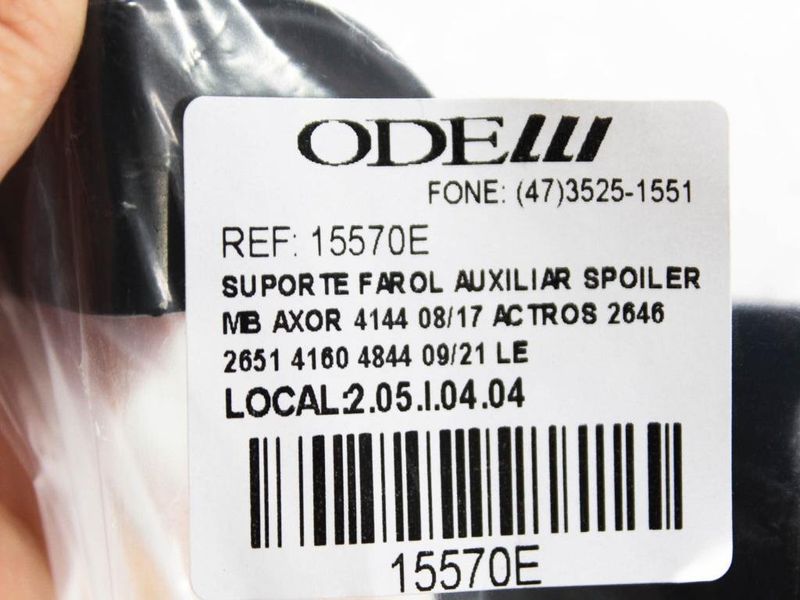 ODEW
FONE: (47)3525-1551
REF: 15570E
SUPORTE FAROL AUXILIAR SPOILER
MB AXOR 4144 08/17 ACTROS 2646
2651 4160 4844 09/21 LE
LOCAL:2.05.I.04.04
15570E